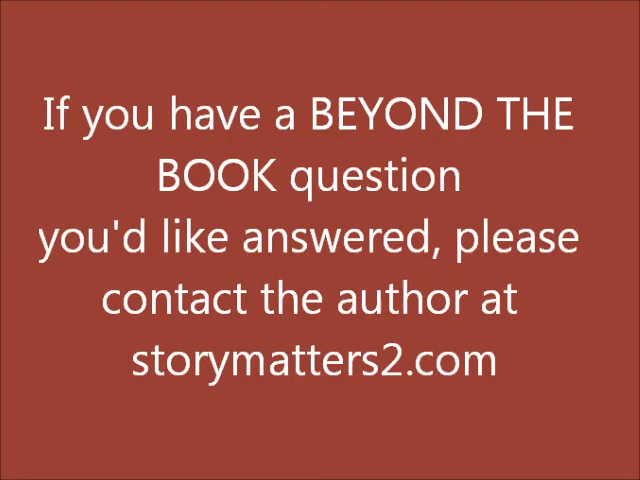 If you have a BEYOND THE
BOOK question
you'd like answered, please
contact the author at
storymatters2.com